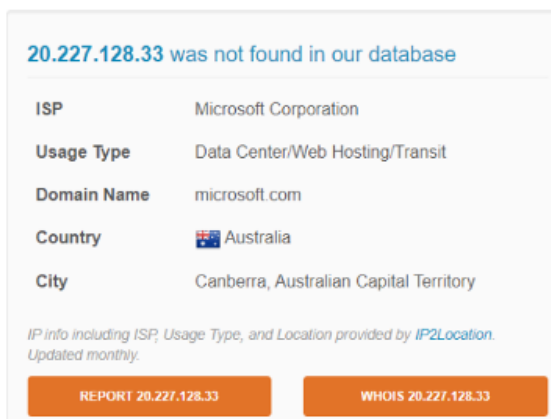 20.227.128.33 was not found in our database
ISP Microsoft Corporation
Usage Type Data Center/Web Hosting/Transit
Domain Name microsoft.com
Country Australia
City Canberra, Australian Capital Territory
IP info including ISP, Usage Type, and Location provided by IP2Location.
Updated monthly.
REPORT 20.227.128.33 WHOIS 20.227.128.33